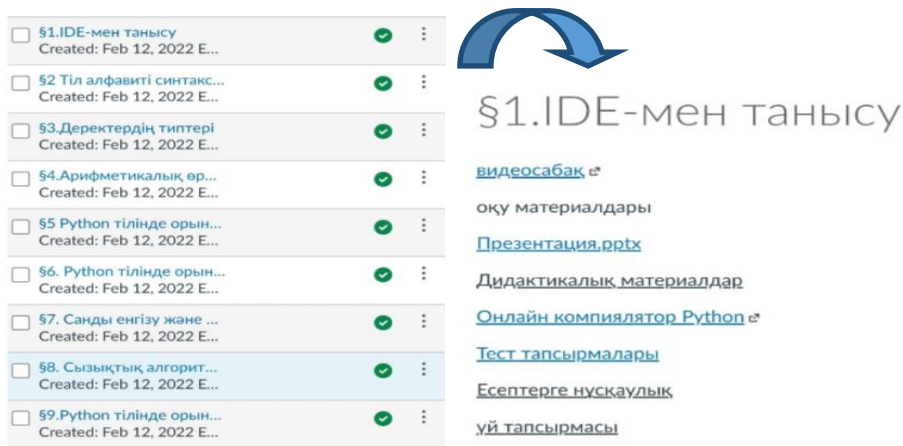 §1.IDE-мен танысу
Created: Feb 12, 2022 E...
§2 Тіл алфавиті синтакс...
Created: Feb 12, 2022 E...
§3.Деректердің типтері
Created: Feb 12, 2022 E...
§4.Арифметикалық өр...
Created: Feb 12, 2022 E...
§5 Python тілінде орын...
Created: Feb 12, 2022 E...
§6. Python тілінде орын...
Created: Feb 12, 2022 E...
§7. Санды енгізу және ...
Created: Feb 12, 2022 E...
§8. Сызықтық алгорит...
Created: Feb 12, 2022 E...
§9.Python тілінде орын...
Created: Feb 12, 2022 E...
§1.IDE-мен танысу
видеосабақ
оқу материалдары
Презентация.pptx
Дидактикалық материалдар
Онлайн компиялятор Python
Тест тапсырмалары
Есептерге нұсқаулық
үй тапсырмасы